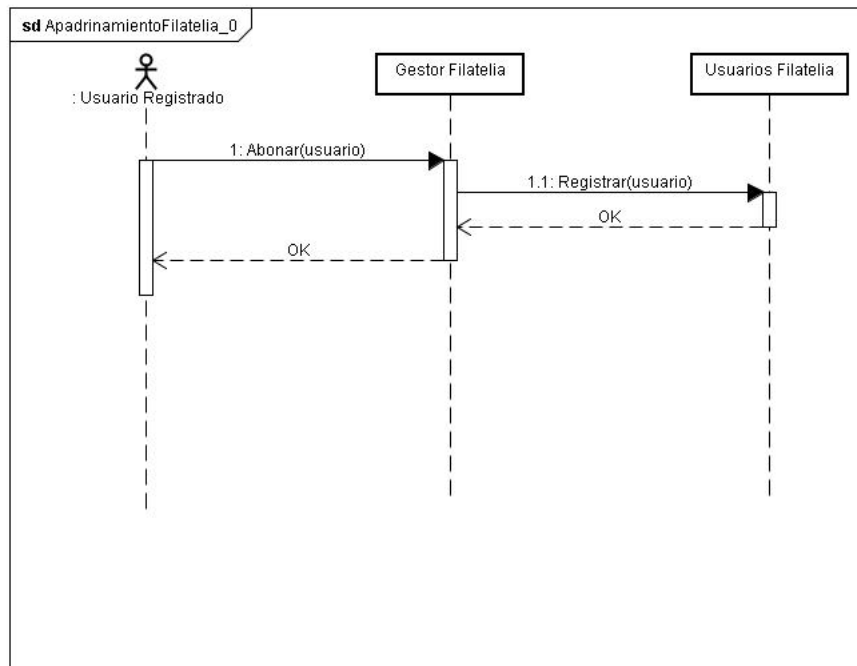 sd ApadrinamientoFilatelia_0
: Usuario Registrado
Gestor Filatelia
Usuarios Filatelia
1: Abonar(usuario)
1.1: Registrar(usuario)
OK
OK